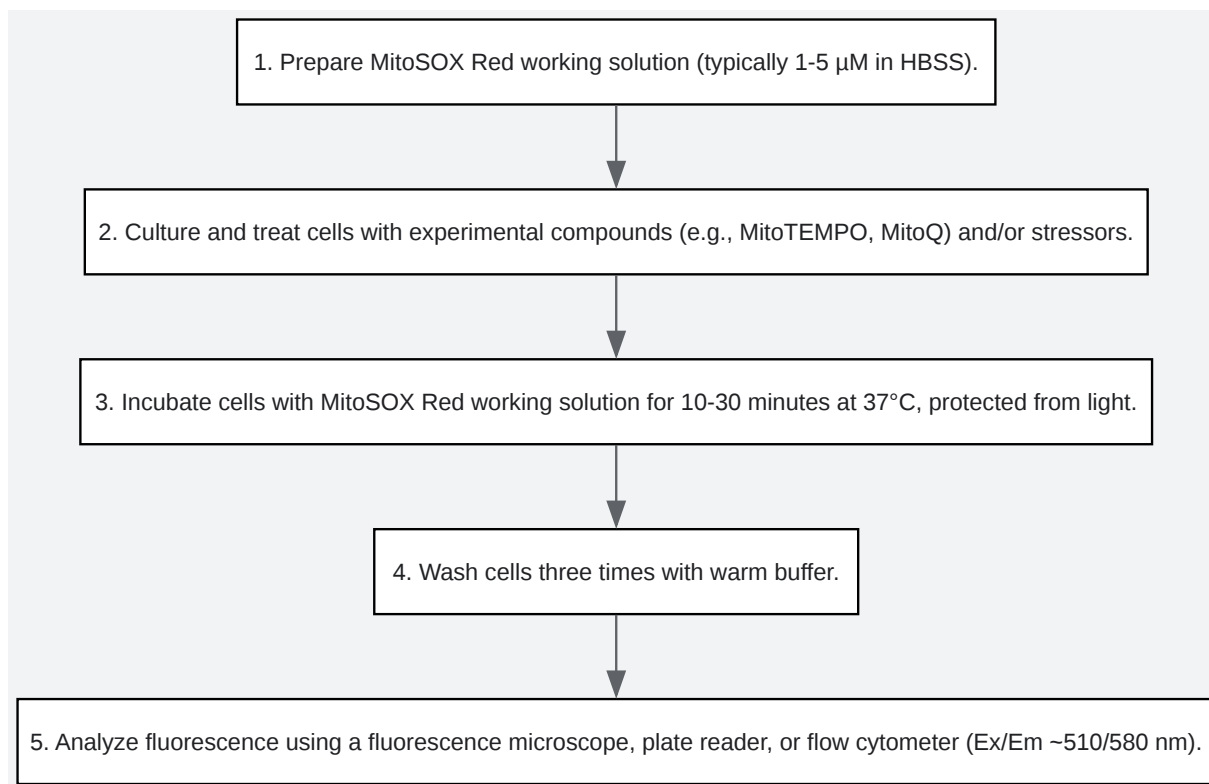 1. Prepare MitoSOX Red working solution (typically 1-5 µM in HBSS).
2. Culture and treat cells with experimental compounds (e.g., MitoTEMPO, MitoQ) and/or stressors.
3. Incubate cells with MitoSOX Red working solution for 10-30 minutes at 37°C, protected from light.
4. Wash cells three times with warm buffer.
5. Analyze fluorescence using a fluorescence microscope, plate reader, or flow cytometer (Ex/Em ~510/580 nm).